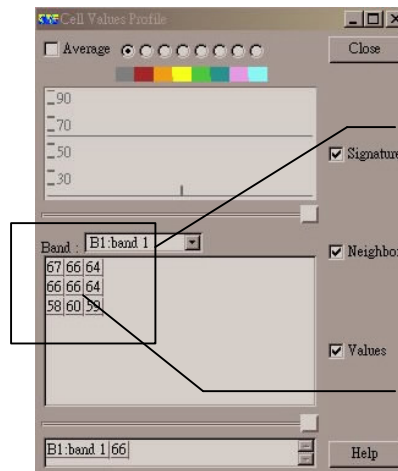 Cell Values Profile
Average
Close
90
70
50
30
Signature
Band : B1:band 1
Neighbor
67 66 64
66 66 64
58 60 59
Values
B1:band 1 66
Help